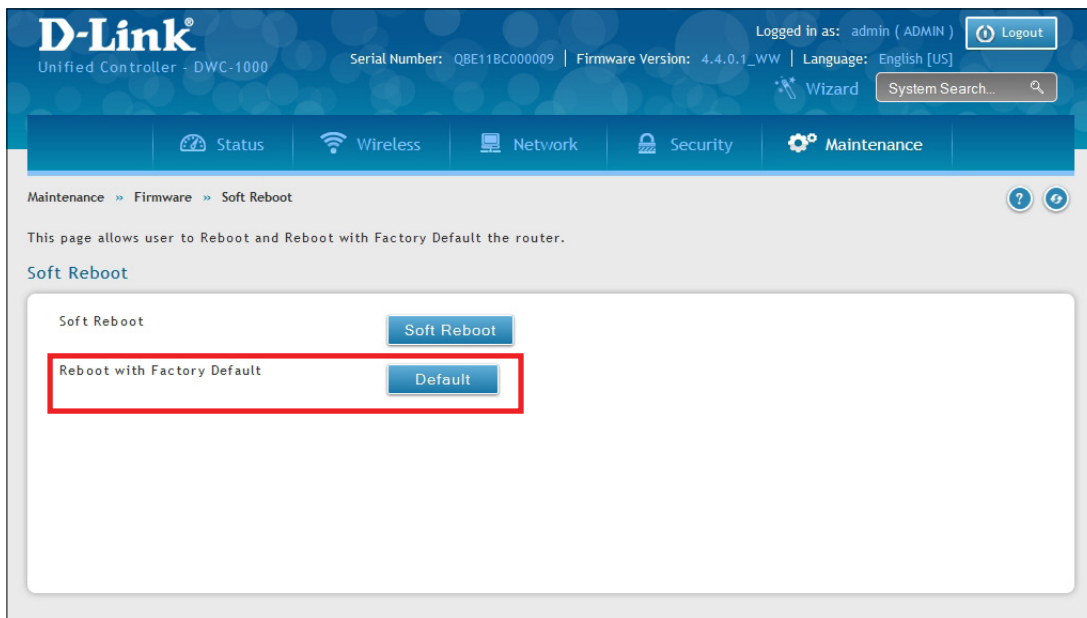 D-Link®
Unified Controller - DWC-1000
Logged in as: admin ( ADMIN ) Logout
Serial Number: QBE11BC000009 | Firmware Version: 4.4.0.1_WW | Language: English [US]
Wizard System Search...
Status Wireless Network Security Maintenance
Maintenance » Firmware » Soft Reboot
?
This page allows user to Reboot and Reboot with Factory Default the router.
Soft Reboot
Soft Reboot Soft Reboot
Reboot with Factory Default Default